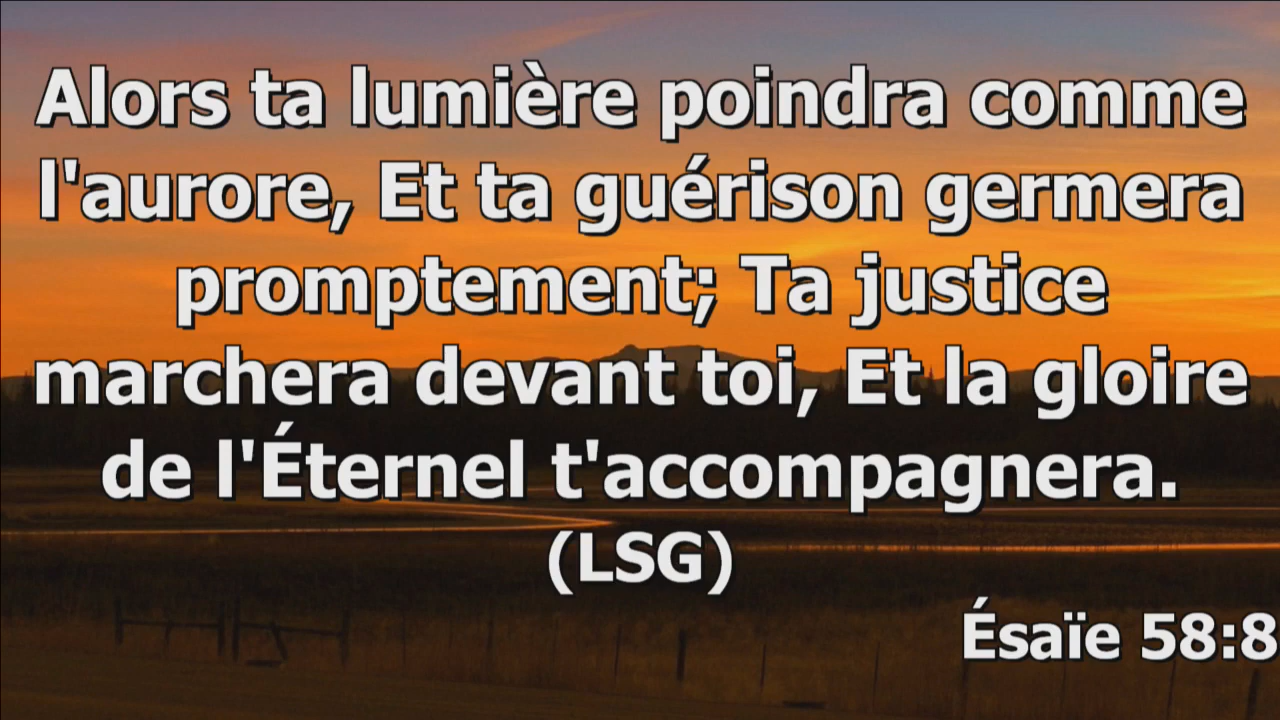 Alors ta lumière poindra comme
l'aurore, Et ta guérison germera
promptement; Ta justice
marchera devant toi, Et la gloire
de l'Éternel t'accompagnera.
(LSG)
Ésaïe 58:8